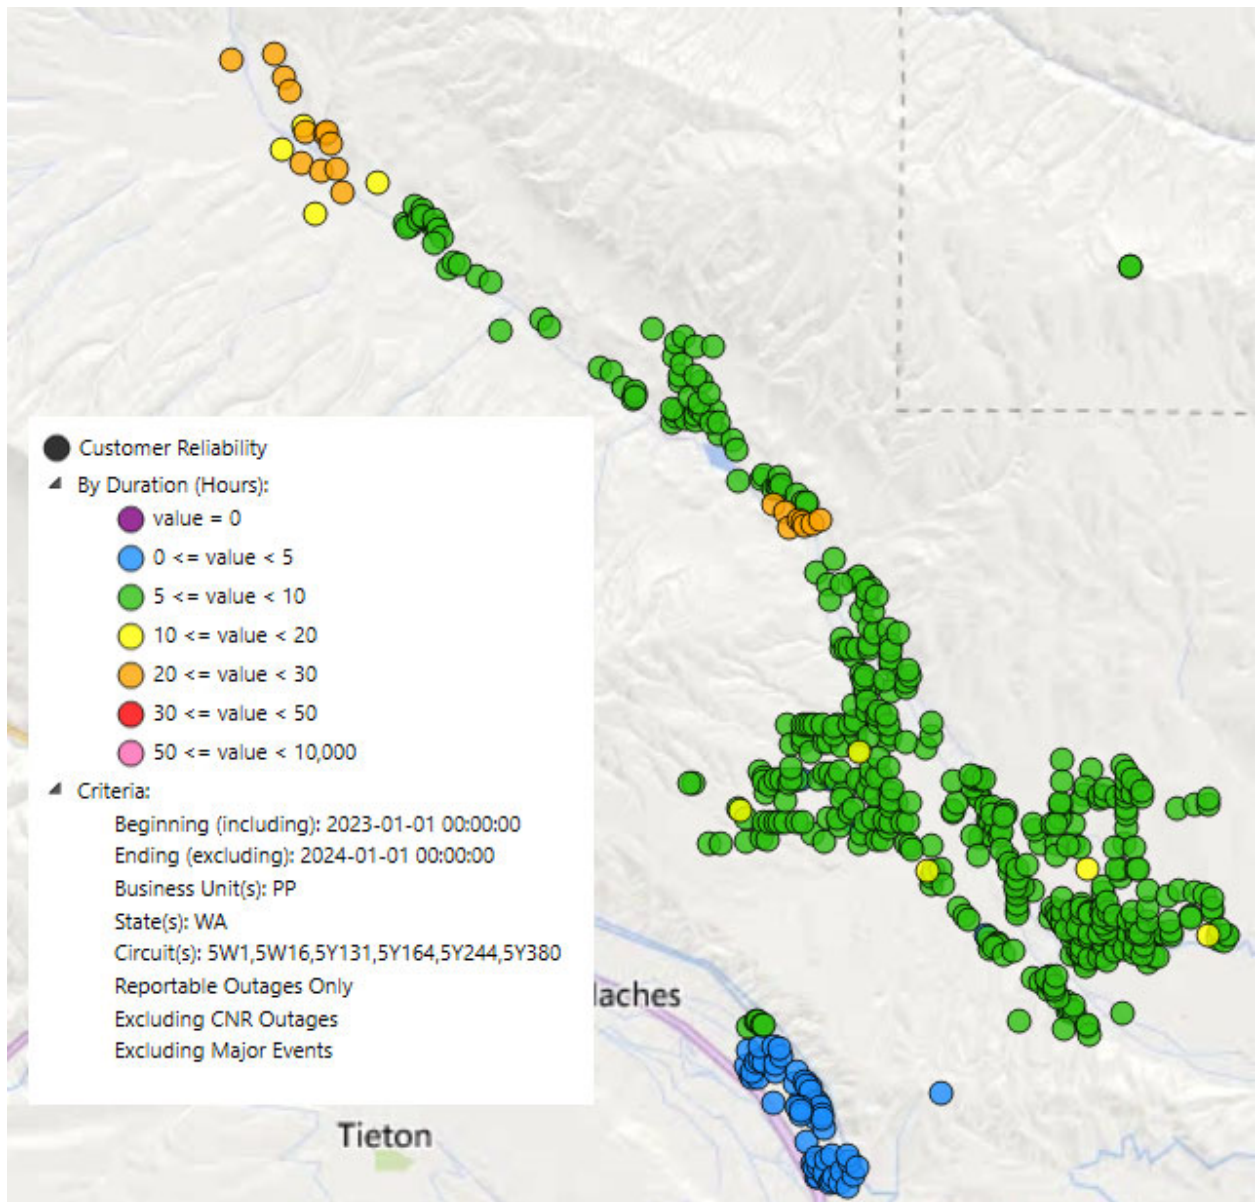 Customer Reliability
By Duration (Hours):
value = 0
0 <= value < 5
5 <= value < 10
10 <= value < 20
20 <= value < 30
30 <= value < 50
50 <= value < 10,000
Criteria:
Beginning (including): 2023-01-01 00:00:00
Ending (excluding): 2024-01-01 00:00:00
Business Unit(s): PP
State(s): WA
Circuit(s): 5W1,5W16,5Y131,5Y164,5Y244,5Y380
Reportable Outages Only
Excluding CNR Outages
Excluding Major Events
laches
Tieton